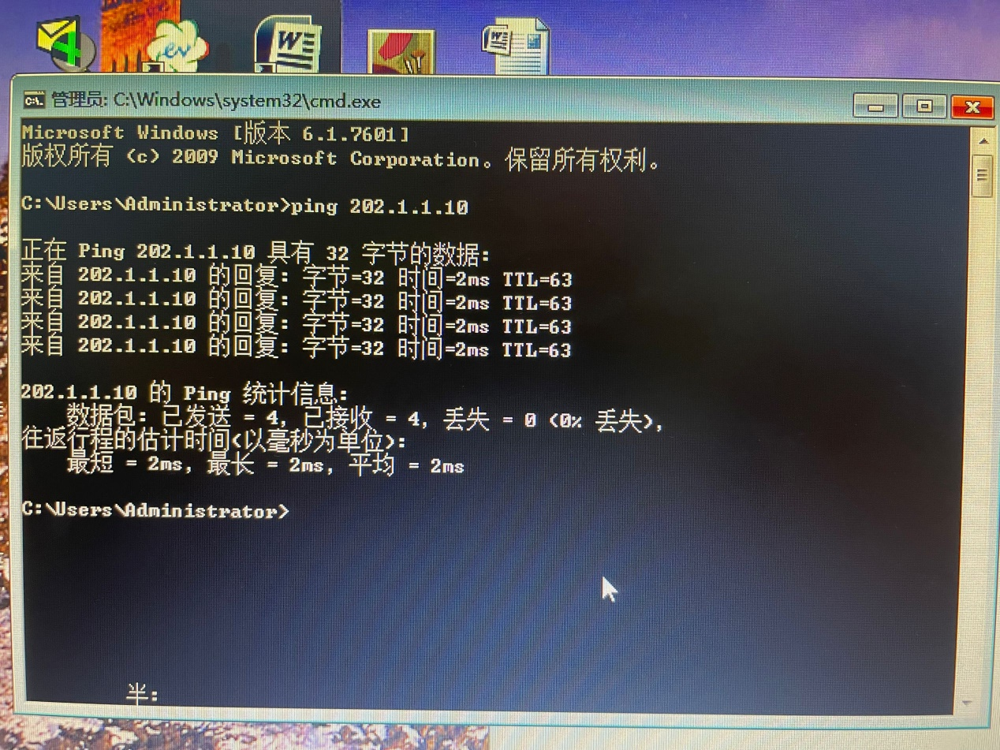 ev
W
W
管理员: C:\Windows\system32\cmd.exe
Microsoft Windows [版本 6.1.7601]
版权所有 (c) 2009 Microsoft Corporation。保留所有权利。
C:\Users\Administrator>ping 202.1.1.10
正在 Ping 202.1.1.10 具有 32 字节的数据:
来自 202.1.1.10 的回复: 字节=32 时间=2ms TTL=63
来自 202.1.1.10 的回复: 字节=32 时间=2ms TTL=63
来自 202.1.1.10 的回复: 字节=32 时间=2ms TTL=63
来自 202.1.1.10 的回复: 字节=32 时间=2ms TTL=63
202.1.1.10 的 Ping 统计信息:
数据包: 已发送 = 4，已接收 = 4，丢失 = 0 (0% 丢失)，
往返行程的估计时间(以毫秒为单位):
最短 = 2ms，最长 = 2ms，平均 = 2ms
C:\Users\Administrator>
半: